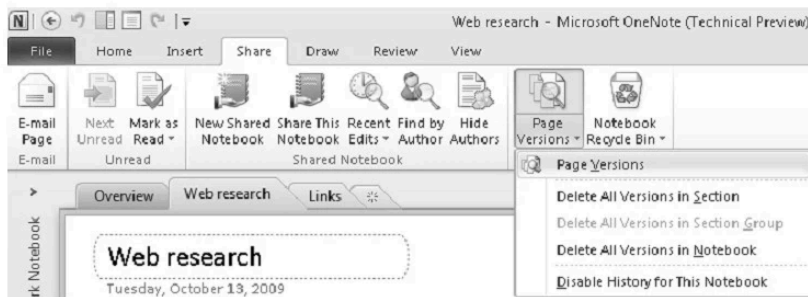 Web research - Microsoft OneNote (Technical Preview)
File Home Insert Share Draw Review View
E-mail Page
Next Unread
Mark as Read
New Shared Notebook
Share This Notebook
Recent Edits
Find by Author
Hide Authors
Page Versions
Notebook Recycle Bin
E-mail Unread Shared Notebook
Page Versions
Delete All Versions in Section
Delete All Versions in Section Group
Delete All Versions in Notebook
Disable History for This Notebook
Overview Web research Links
Notebook
Web research
Tuesday, October 13, 2009